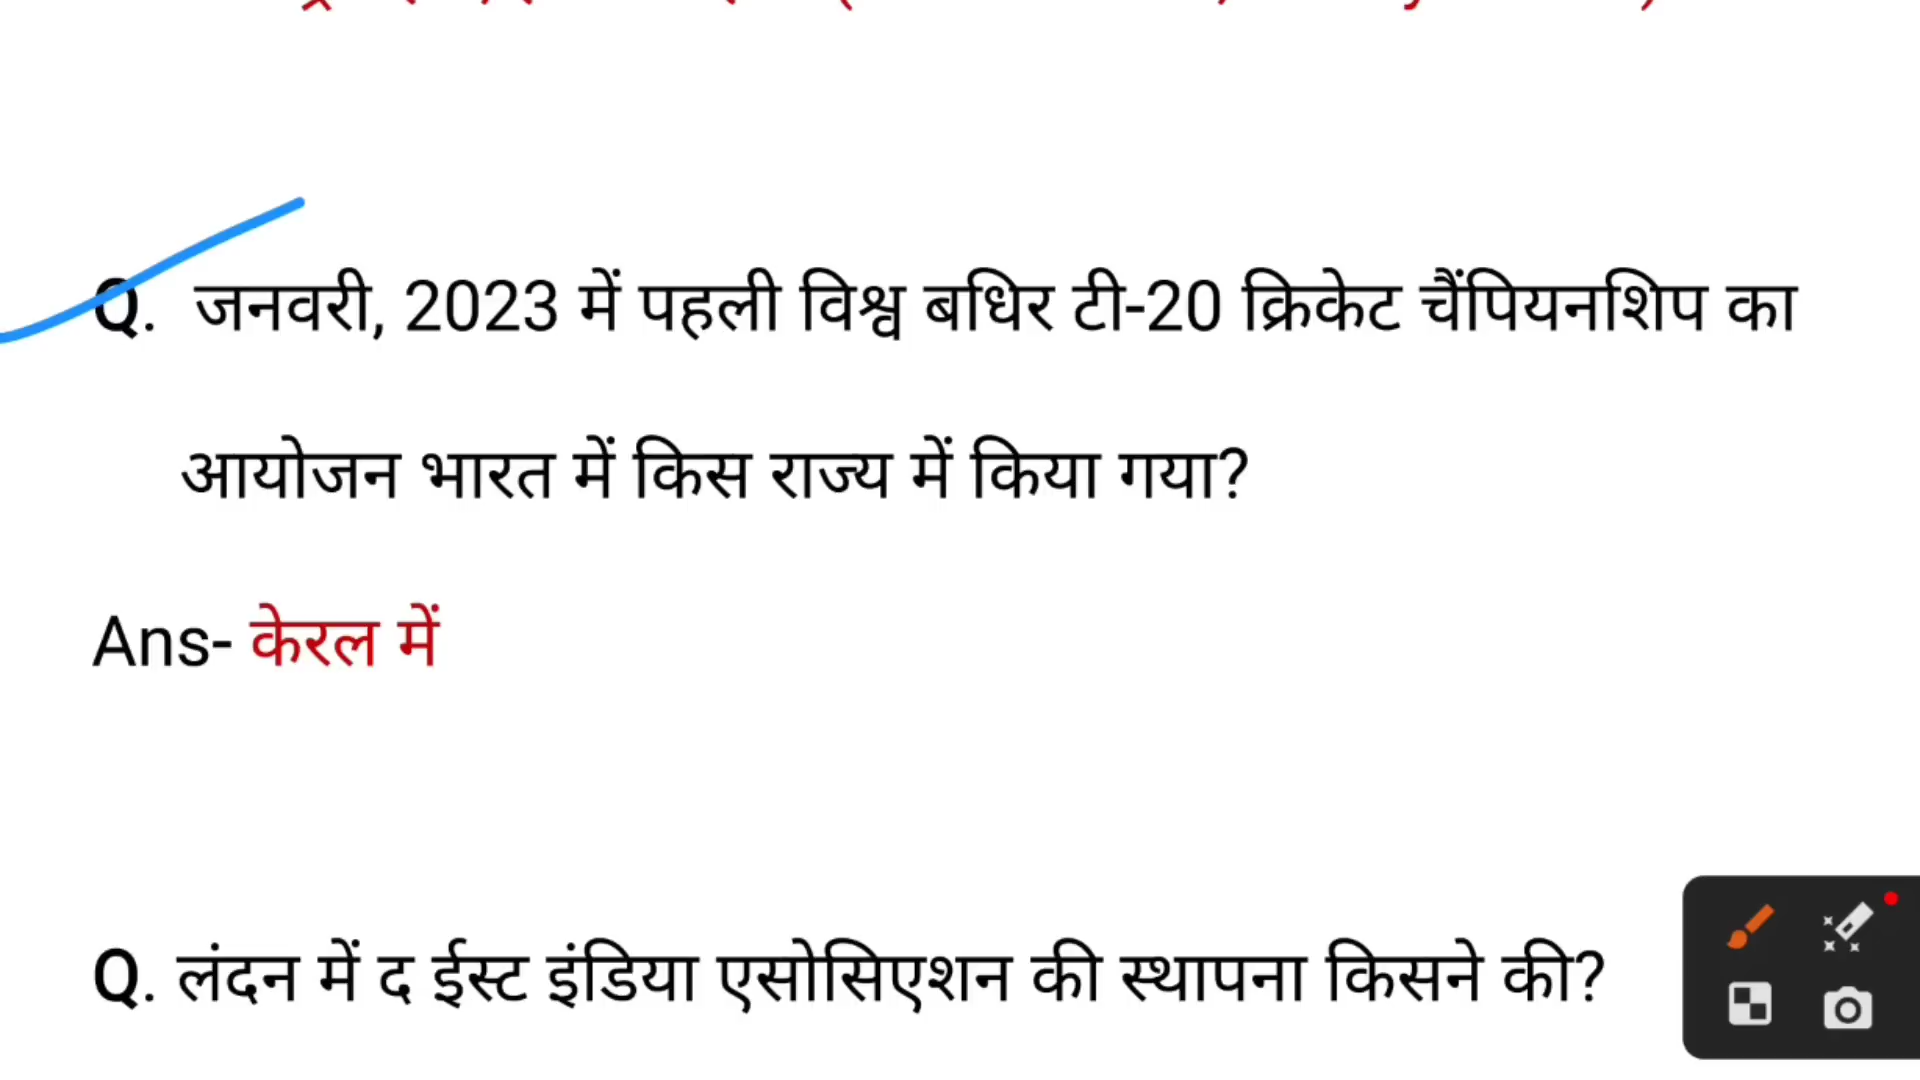 Q. जनवरी, 2023 में पहली विश्व बधिर टी-20 क्रिकेट चैंपियनशिप का
आयोजन भारत में किस राज्य में किया गया?
Ans- केरल में
Q. लंदन में द ईस्ट इंडिया एसोसिएशन की स्थापना किसने की?